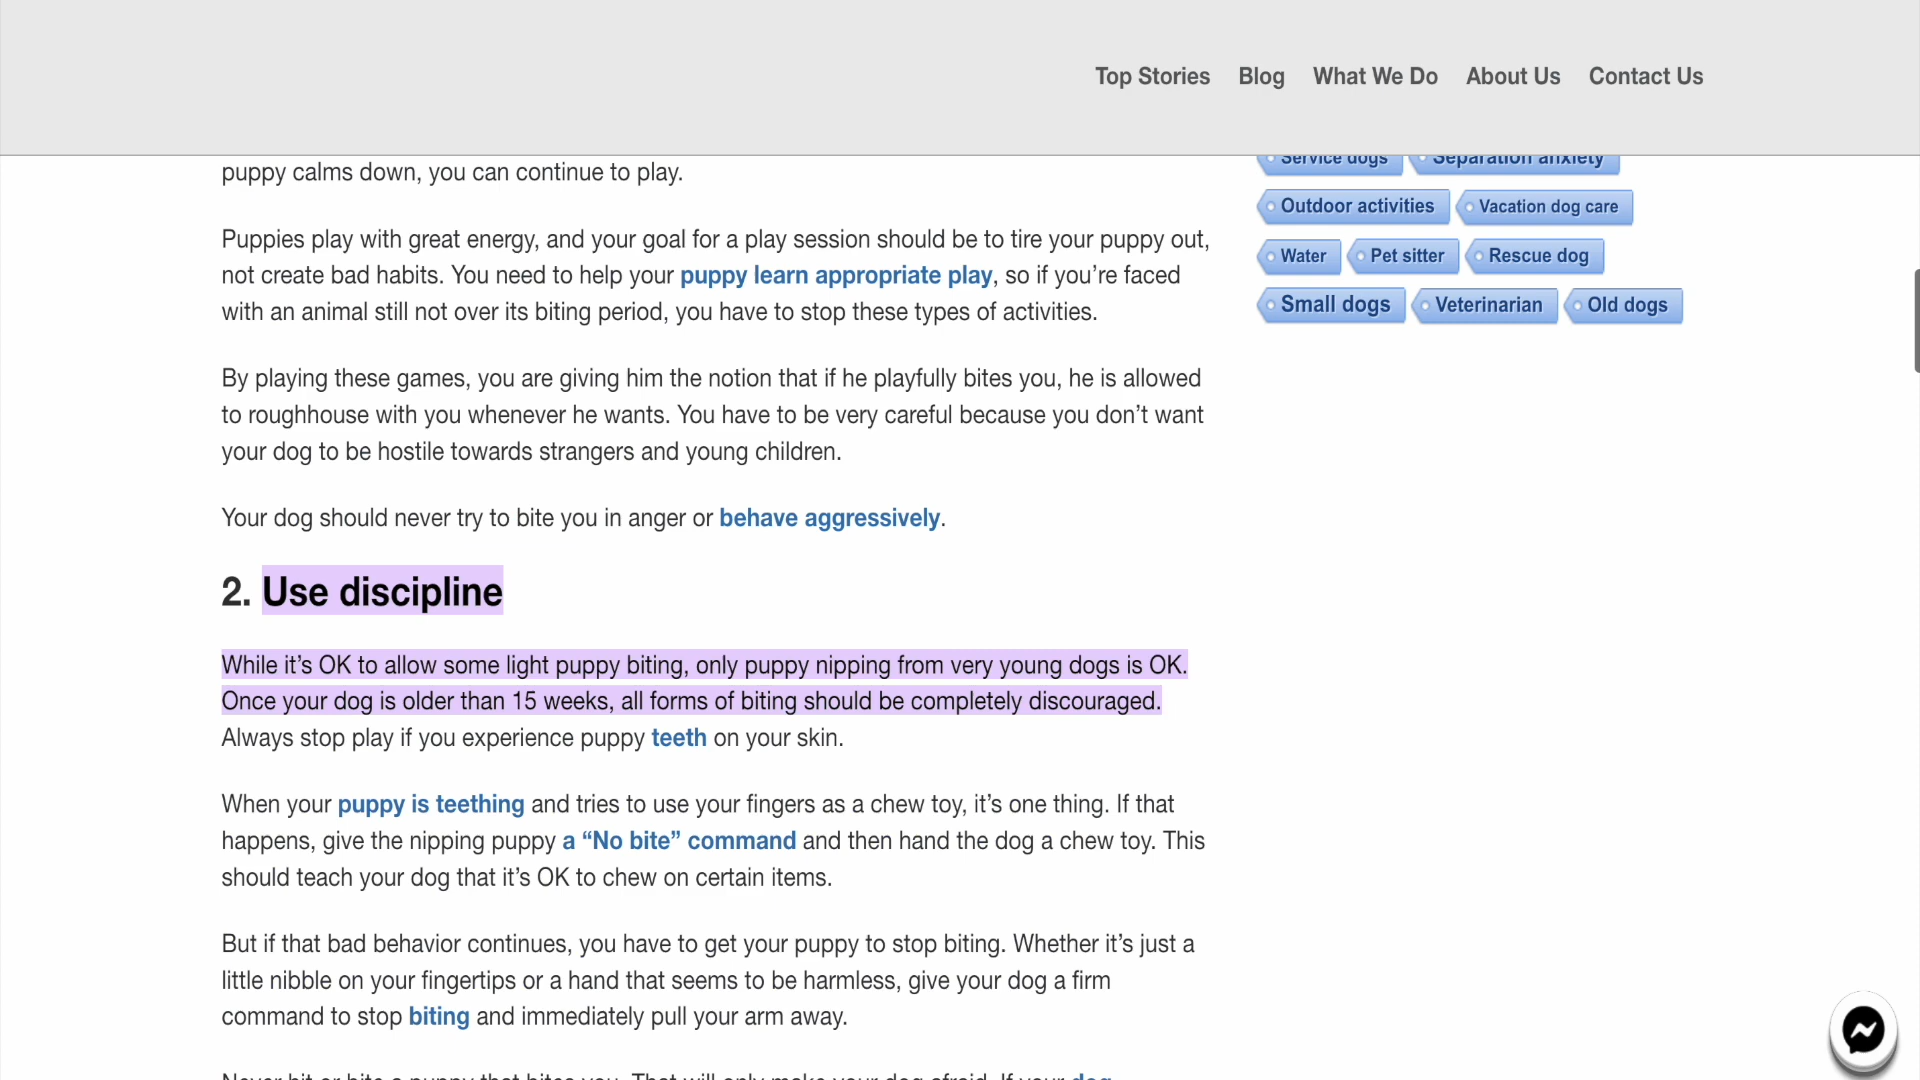 Top Stories Blog What We Do About Us Contact Us
puppy calms down, you can continue to play.
Puppies play with great energy, and your goal for a play session should be to tire your puppy out,
not create bad habits. You need to help your puppy learn appropriate play, so if you’re faced
with an animal still not over its biting period, you have to stop these types of activities.
By playing these games, you are giving him the notion that if he playfully bites you, he is allowed
to roughhouse with you whenever he wants. You have to be very careful because you don’t want
your dog to be hostile towards strangers and young children.
Your dog should never try to bite you in anger or behave aggressively.
2. Use discipline
While it’s OK to allow some light puppy biting, only puppy nipping from very young dogs is OK.
Once your dog is older than 15 weeks, all forms of biting should be completely discouraged.
Always stop play if you experience puppy teeth on your skin.
When your puppy is teething and tries to use your fingers as a chew toy, it’s one thing. If that
happens, give the nipping puppy a “No bite” command and then hand the dog a chew toy. This
should teach your dog that it’s OK to chew on certain items.
But if that bad behavior continues, you have to get your puppy to stop biting. Whether it’s just a
little nibble on your fingertips or a hand that seems to be harmless, give your dog a firm
command to stop biting and immediately pull your arm away.
Never hit or bite a puppy that bites you. That will only make your dog afraid. If your dog
Service dogs Separation anxiety
Outdoor activities Vacation dog care
Water Pet sitter Rescue dog
Small dogs Veterinarian Old dogs